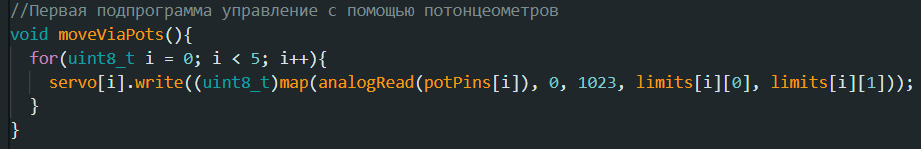 //Первая подпрограмма управление с помощью потонцеометров
void moveViaPots(){
  for(uint8_t i = 0; i < 5; i++){
    servo[i].write((uint8_t)map(analogRead(potPins[i]), 0, 1023, limits[i][0], limits[i][1]));
  }
}